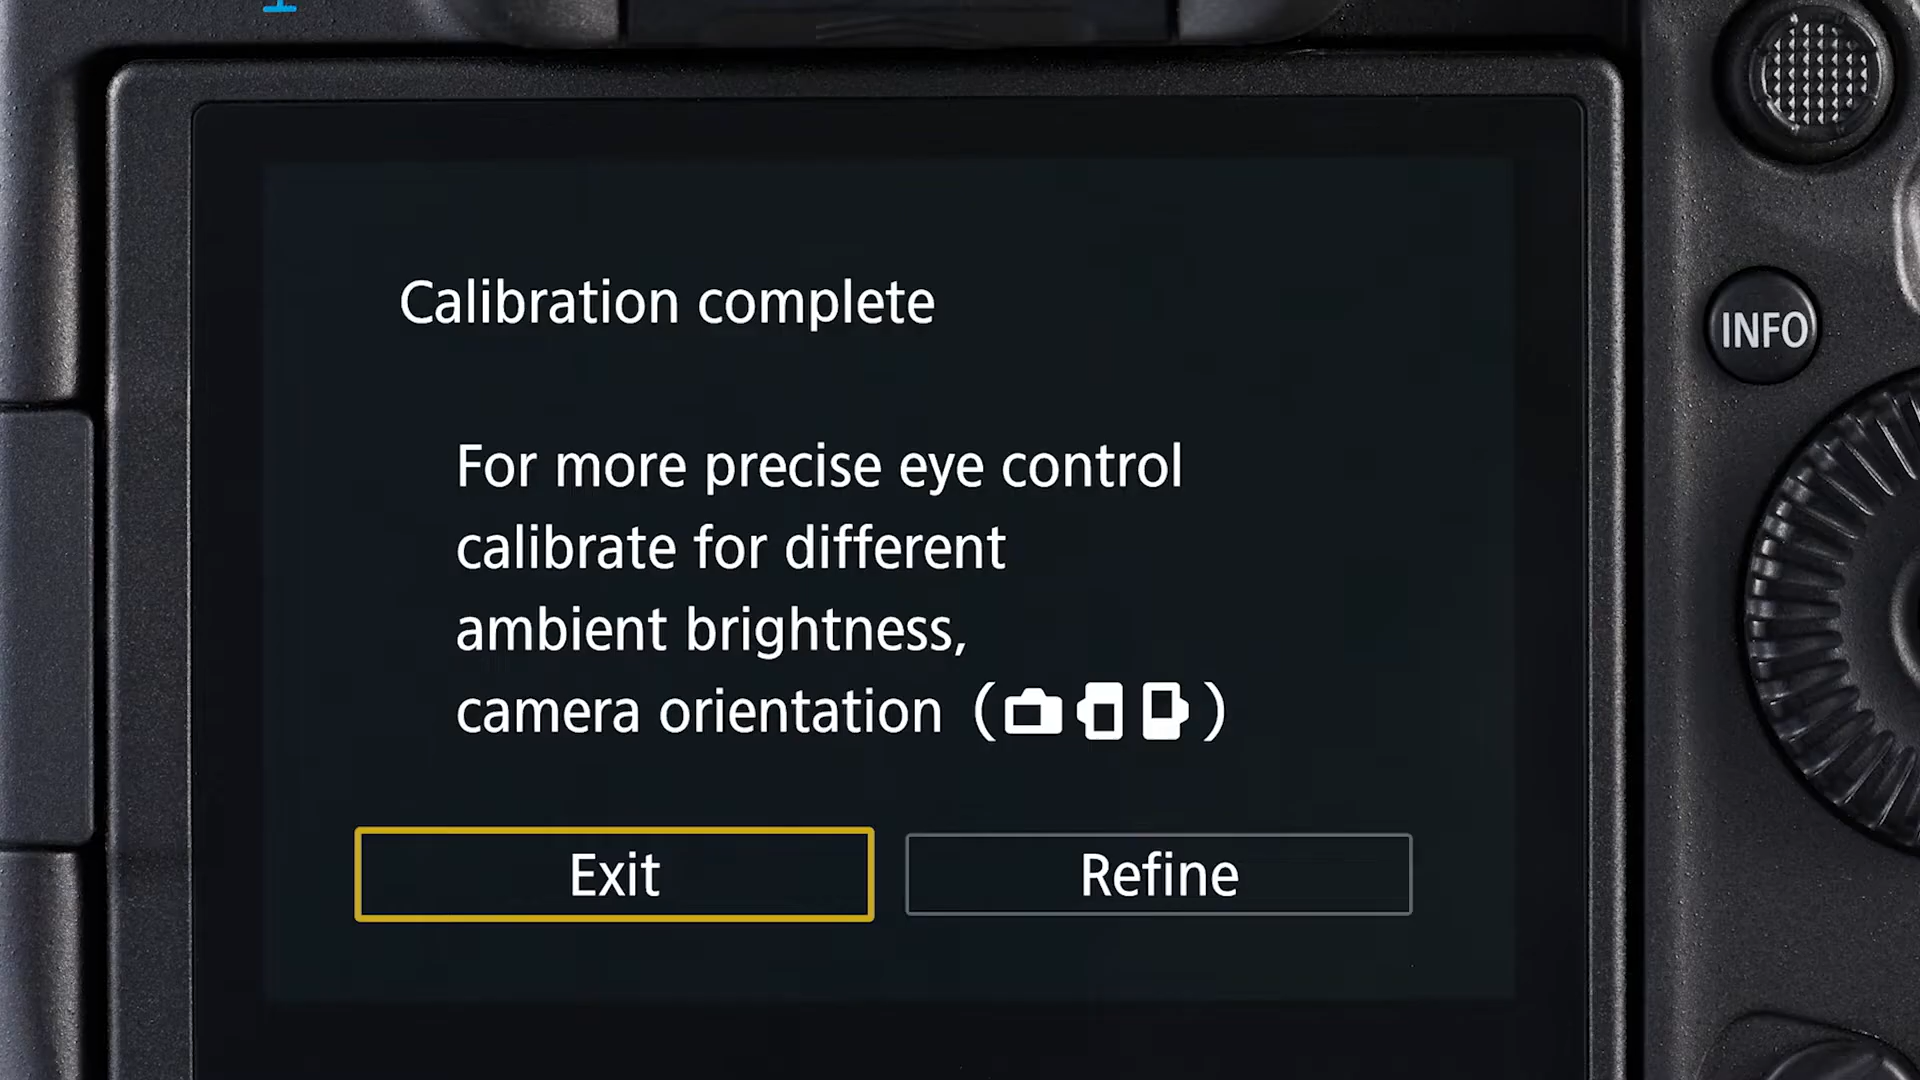 Calibration complete
For more precise eye control
calibrate for different
ambient brightness,
camera orientation ( )
Exit
Refine
INFO